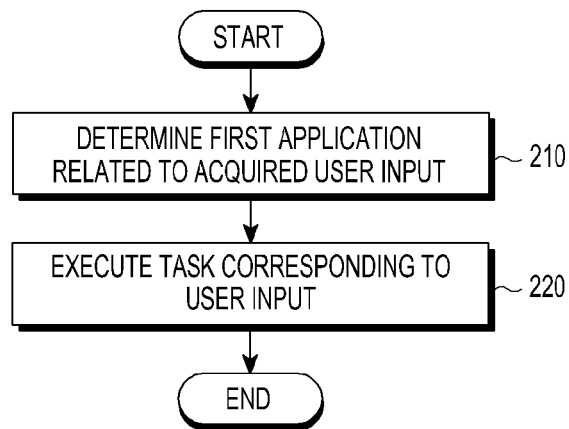 START
DETERMINE FIRST APPLICATION
RELATED TO ACQUIRED USER INPUT
210
EXECUTE TASK CORRESPONDING TO
USER INPUT
220
END